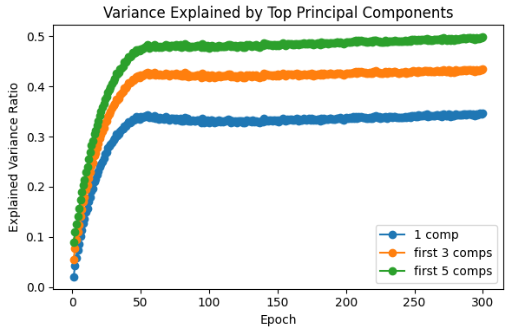 Variance Explained by Top Principal Components
Explained Variance Ratio
0.5
0.4
0.3
0.2
0.1
0.0
0
50
100
150
200
250
300
Epoch
1 comp
first 3 comps
first 5 comps